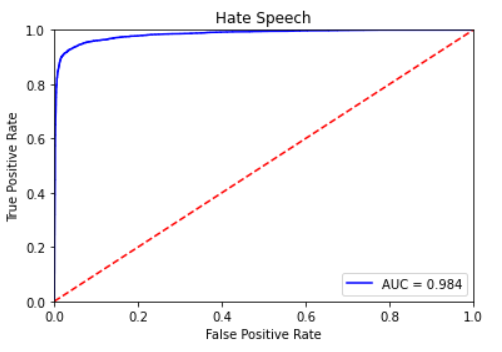 Hate Speech
True Positive Rate
1.0
0.8
0.6
0.4
0.2
0.0
AUC = 0.984
0.0 0.2 0.4 0.6 0.8 1.0
False Positive Rate